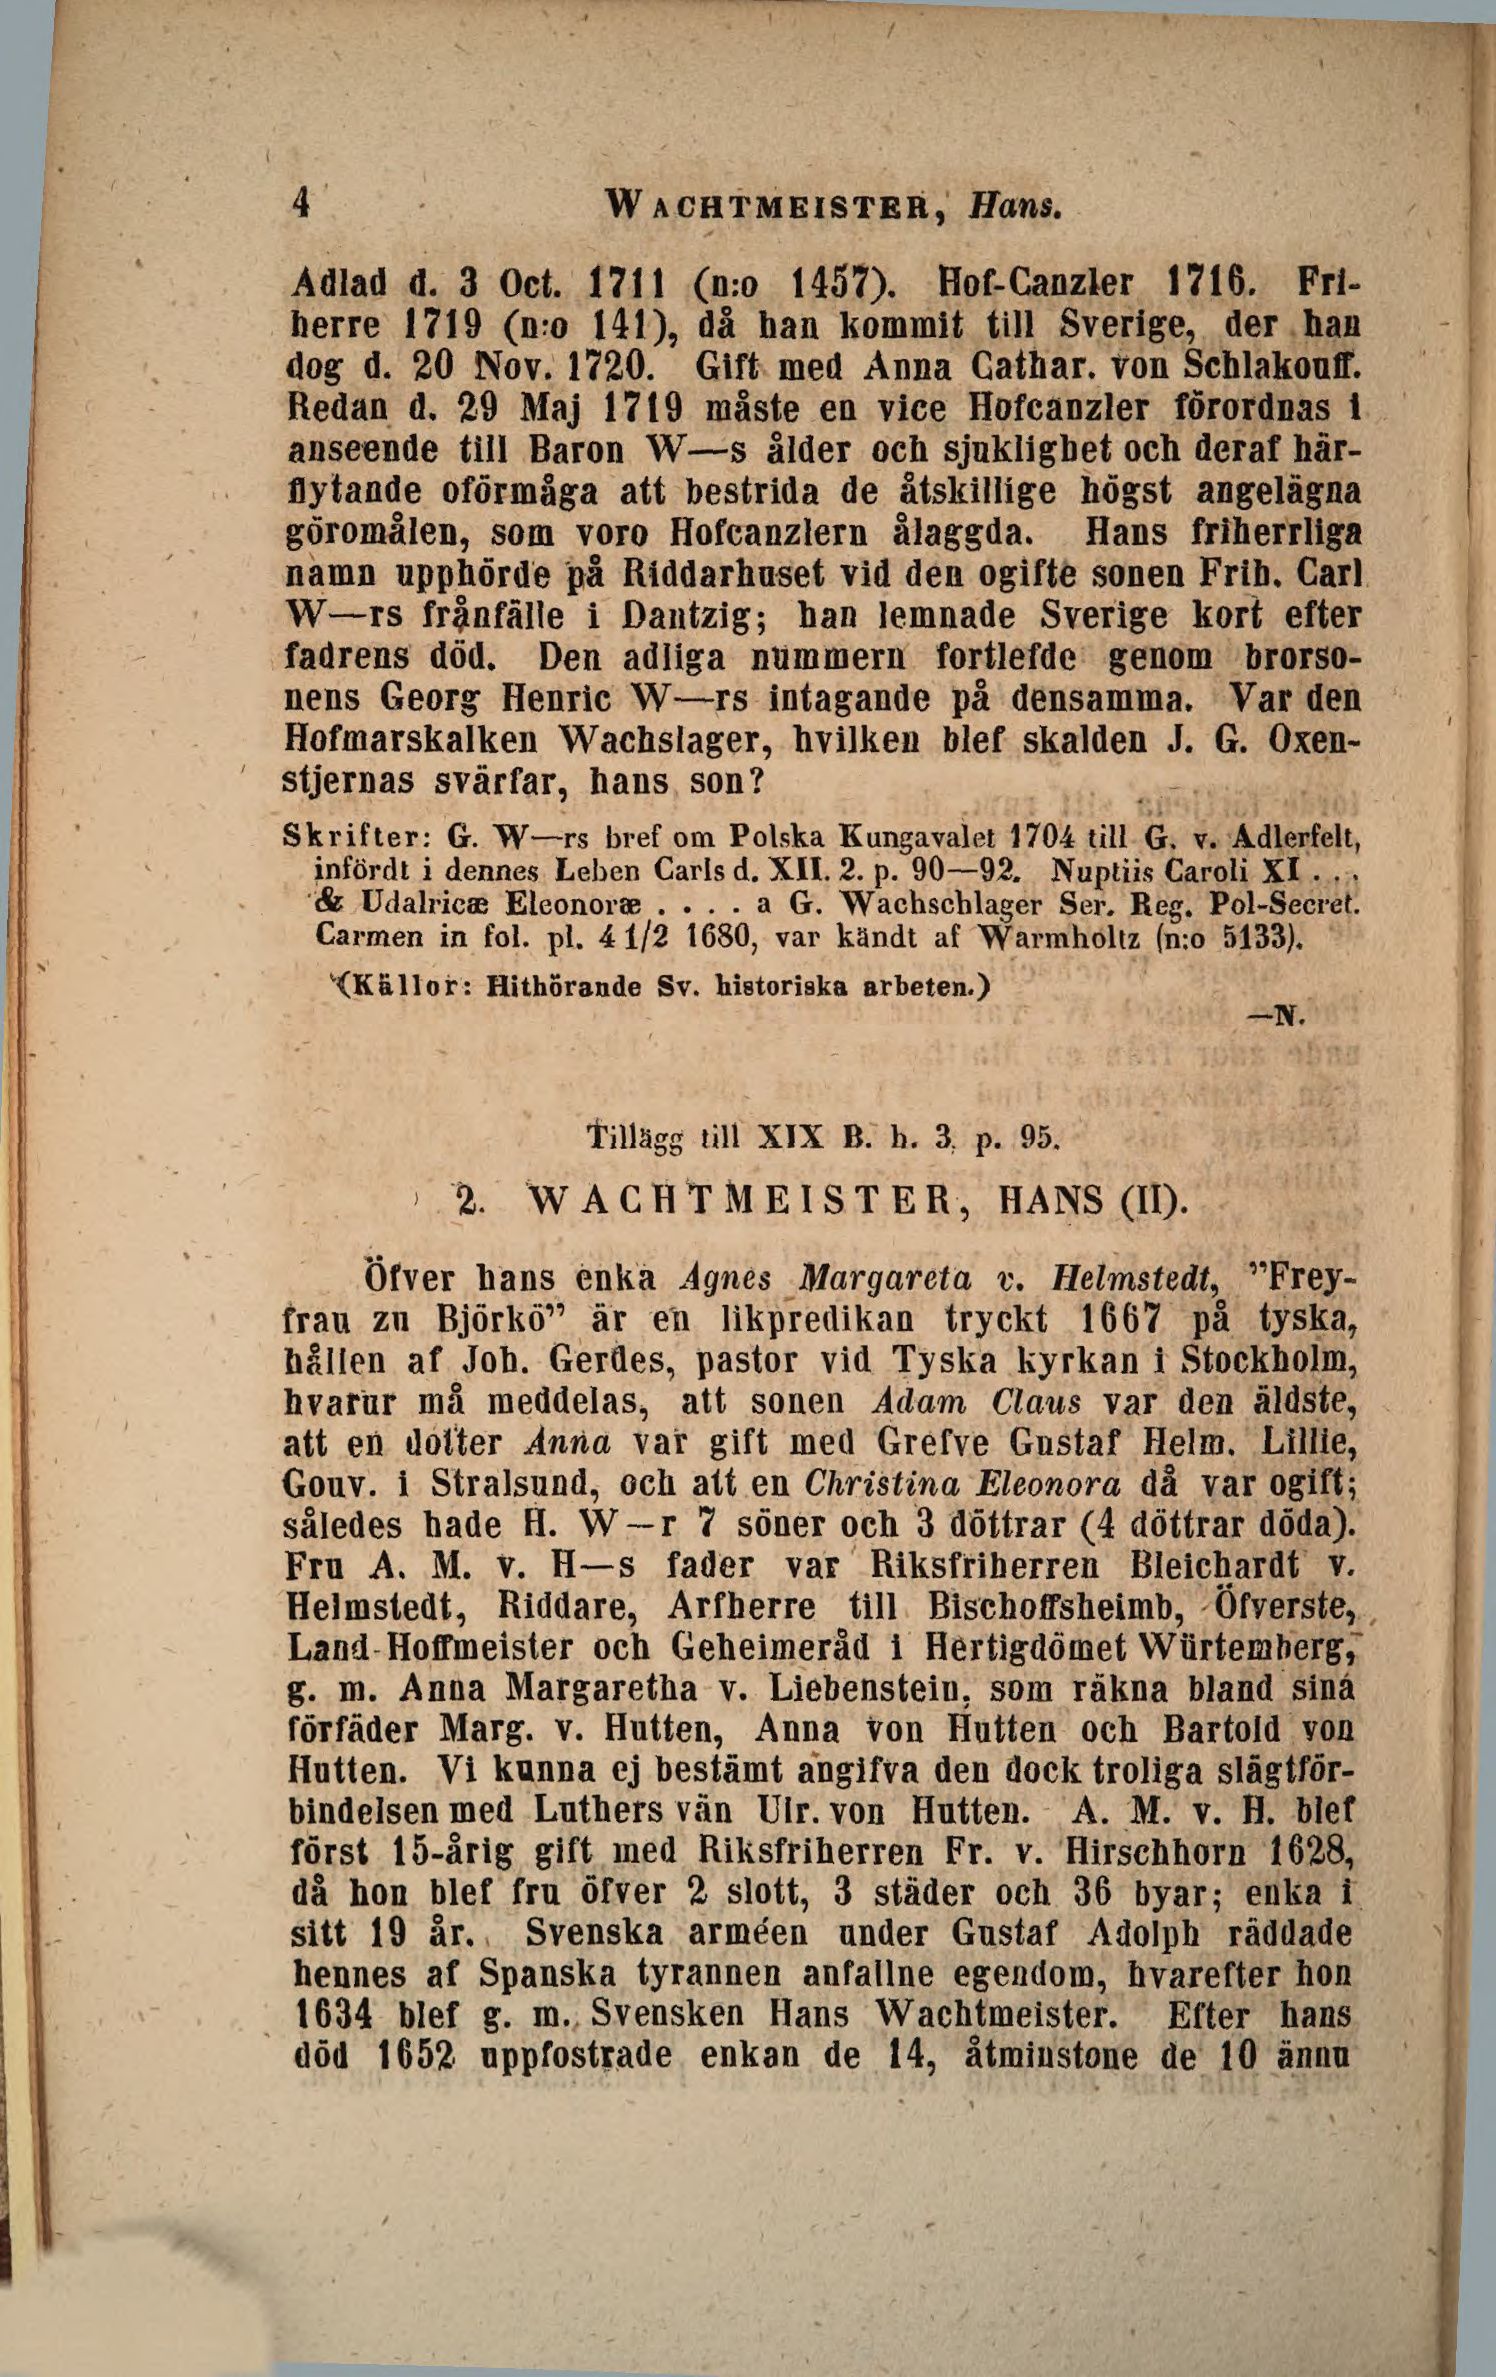 4 WACHTMEISTER, Hans.
Adlad d. 3 Oct. 1711 (n:o 1457). Hof-Canzler 1716. Fri-
herre 1719 (n:o 141), då han kommit till Sverige, der han
dog d. 20 Nov. 1720. Gift med Anna Cathar. von Schlakouff.
Redan d. 29 Maj 1719 måste en vice Hofcanzler förordnas i
anseende till Baron W—s ålder och sjuklighet och deraf här-
flytande oförmåga att bestrida de åtskillige högst angelägna
göromålen, som voro Hofcanzlern ålaggda. Hans friherrliga
namn upphörde på Riddarhuset vid den ogifte sonen Frih. Carl
W—rs frånfälle i Dantzig; han lemnade Sverige kort efter
fadrens död. Den adliga nummern fortlefde genom brorso-
nens Georg Henric W—rs intagande på densamma. Var den
Hofmarskalken Wachslager, hvilken blef skalden J. G. Oxen-
stjernas svärfar, hans son?
Skrifter: G. W—rs bref om Polska Kungavalet 1704 till G. v. Adlerfelt,
infördt i dennes Leben Carls d. XII. 2. p. 90—92. Nuptiis Caroli XI . . .
& Udalricæ Eleonoræ . . . . a G. Wachschlager Ser. Reg. Pol-Secret.
Carmen in fol. pl. 4 1/2 1680, var kändt af Warmholtz (n:o 5133).
(Källor: Hithörande Sv. historiska arbeten.)
—N.
Tillägg till XIX B. h. 3. p. 95.
2. WACHTMEISTER, HANS (II).
Öfver hans enka Agnes Margareta v. Helmstedt, ”Frey-
frau zu Björkö” är en likpredikan tryckt 1667 på tyska,
hållen af Joh. Gerdes, pastor vid Tyska kyrkan i Stockholm,
hvarur må meddelas, att sonen Adam Claus var den äldste,
att en dotter Anna var gift med Grefve Gustaf Helm. Lillie,
Gouv. i Stralsund, och att en Christina Eleonora då var ogift;
således hade H. W—r 7 söner och 3 döttrar (4 döttrar döda).
Fru A. M. v. H—s fader var Riksfriherren Bleichardt v.
Helmstedt, Riddare, Arfherre till Bischoffsheimb, Öfverste,
Land-Hoffmeister och Geheimeråd i Hertigdömet Würtemberg,
g. m. Anna Margaretha v. Liebenstein, som räkna bland sina
förfäder Marg. v. Hutten, Anna von Hutten och Bartold von
Hutten. Vi kunna ej bestämt angifva den dock troliga slägtför-
bindelsen med Luthers vän Ulr. von Hutten. A. M. v. H. blef
först 15-årig gift med Riksfriherren Fr. v. Hirschhorn 1628,
då hon blef fru öfver 2 slott, 3 städer och 36 byar; enka i
sitt 19 år. Svenska arméen under Gustaf Adolph räddade
hennes af Spanska tyrannen anfallne egendom, hvarefter hon
1634 blef g. m. Svensken Hans Wachtmeister. Efter hans
död 1652 uppfostrade enkan de 14, åtminstone de 10 ännu